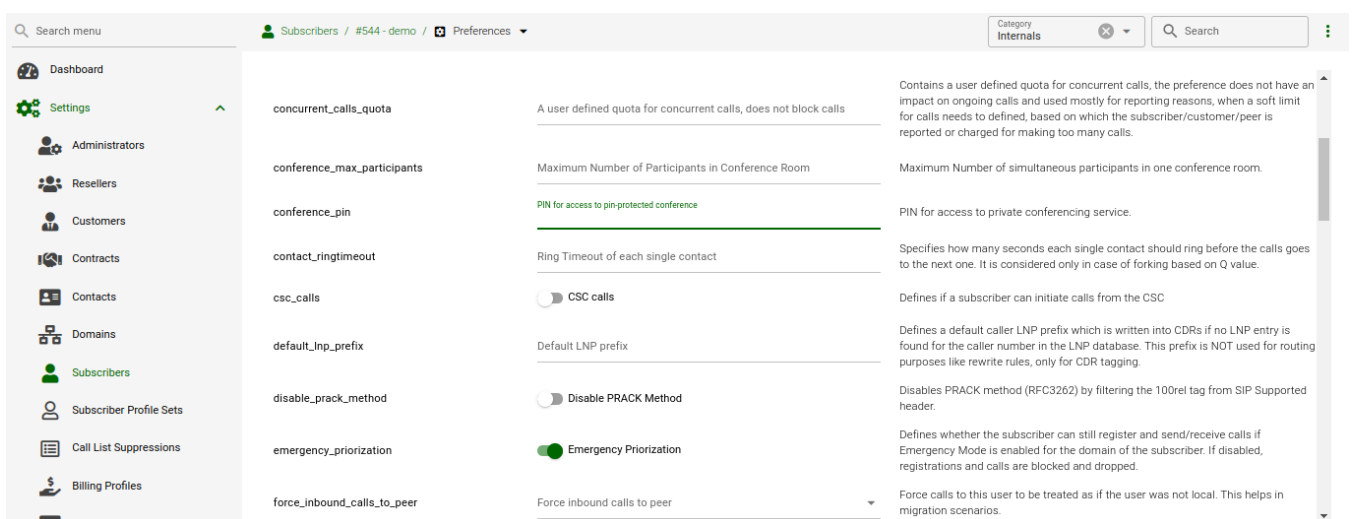 Search menu
Subscribers / #544 - demo / Preferences
Category
Internals
Search
Dashboard
Settings
Administrators
Resellers
Customers
Contracts
Contacts
Domains
Subscribers
Subscriber Profile Sets
Call List Suppressions
Billing Profiles
concurrent_calls_quota
A user defined quota for concurrent calls, does not block calls
Contains a user defined quota for concurrent calls, the preference does not have an
impact on ongoing calls and used mostly for reporting reasons, when a soft limit
for calls needs to defined, based on which the subscriber/customer/peer is
reported or charged for making too many calls.
conference_max_participants
Maximum Number of Participants in Conference Room
Maximum Number of simultaneous participants in one conference room.
conference_pin
PIN for access to pin-protected conference
PIN for access to private conferencing service.
contact_ringtimeout
Ring Timeout of each single contact
Specifies how many seconds each single contact should ring before the calls goes
to the next one. It is considered only in case of forking based on Q value.
csc_calls
CSC calls
Defines if a subscriber can initiate calls from the CSC
default_lnp_prefix
Default LNP prefix
Defines a default caller LNP prefix which is written into CDRs if no LNP entry is
found for the caller number in the LNP database. This prefix is NOT used for routing
purposes like rewrite rules, only for CDR tagging.
disable_prack_method
Disable PRACK Method
Disables PRACK method (RFC3262) by filtering the 100rel tag from SIP Supported
header.
emergency_priorization
Emergency Priorization
Defines whether the subscriber can still register and send/receive calls if
Emergency Mode is enabled for the domain of the subscriber. If disabled,
registrations and calls are blocked and dropped.
force_inbound_calls_to_peer
Force inbound calls to peer
Force calls to this user to be treated as if the user was not local. This helps in
migration scenarios.